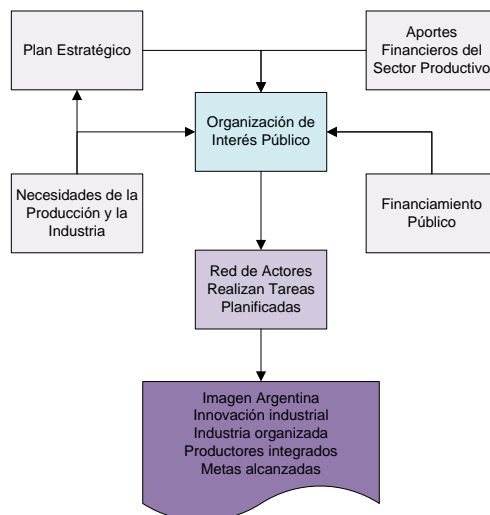 Plan Estratégico
Aportes
Financieros del
Sector Productivo
Organización de
Interés Público
Necesidades de la
Producción y la
Industria
Financiamiento
Público
Red de Actores
Realizan Tareas
Planificadas
Imagen Argentina
Innovación industrial
Industria organizada
Productores integrados
Metas alcanzadas